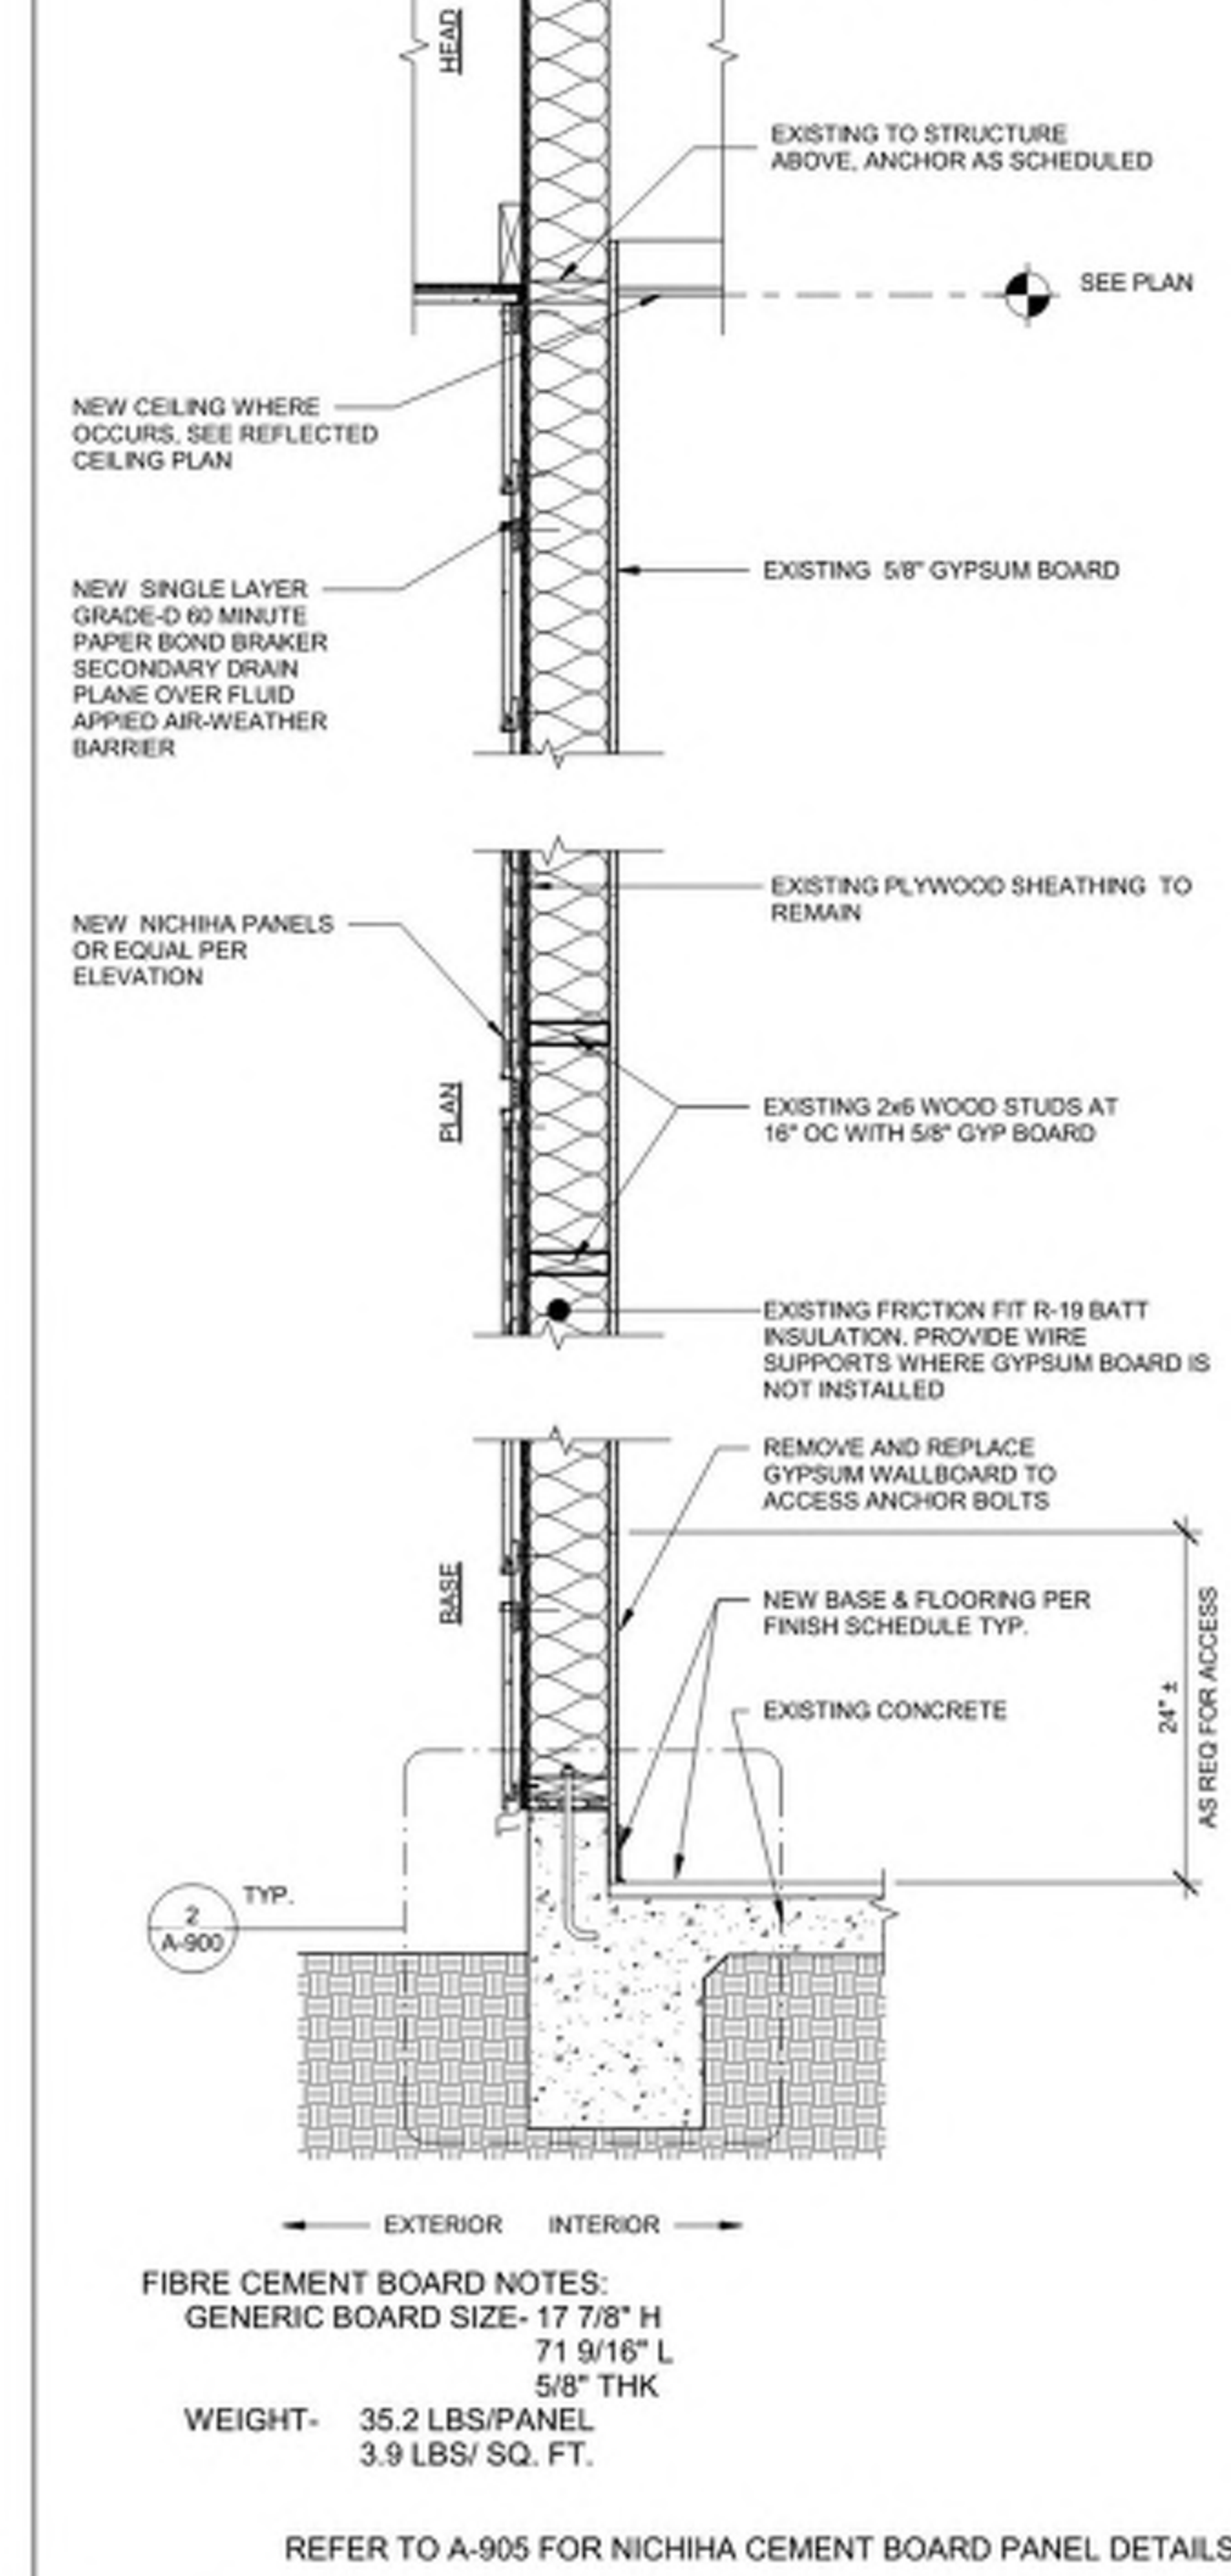 HEAD
EXISTING TO STRUCTURE
ABOVE, ANCHOR AS SCHEDULED
SEE PLAN
NEW CEILING WHERE
OCCURS, SEE REFLECTED
CEILING PLAN
NEW SINGLE LAYER
GRADE-D 60 MINUTE
PAPER BOND BRAKER
SECONDARY DRAIN
PLANE OVER FLUID
APPIED AIR-WEATHER
BARRIER
EXISTING 5/8" GYPSUM BOARD
EXISTING PLYWOOD SHEATHING TO
REMAIN
NEW NICHIHA PANELS
OR EQUAL PER
ELEVATION
PLAN
EXISTING 2x6 WOOD STUDS AT
16" OC WITH 5/8" GYP BOARD
EXISTING FRICTION FIT R-19 BATT
INSULATION. PROVIDE WIRE
SUPPORTS WHERE GYPSUM BOARD IS
NOT INSTALLED
REMOVE AND REPLACE
GYPSUM WALLBOARD TO
ACCESS ANCHOR BOLTS
BASE
NEW BASE & FLOORING PER
FINISH SCHEDULE TYP.
EXISTING CONCRETE
24" ±
AS REQ FOR ACCESS
TYP.
2
A-900
EXTERIOR INTERIOR
FIBRE CEMENT BOARD NOTES:
GENERIC BOARD SIZE- 17 7/8" H
71 9/16" L
5/8" THK
WEIGHT- 35.2 LBS/PANEL
3.9 LBS/ SQ. FT.
REFER TO A-905 FOR NICHIHA CEMENT BOARD PANEL DETAILS